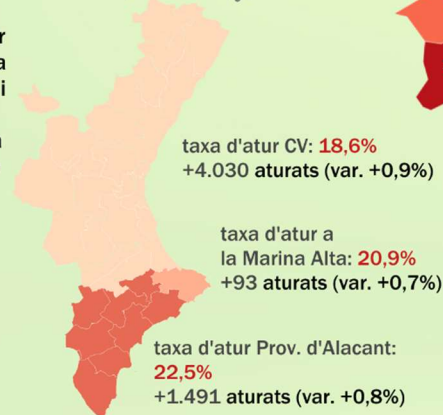 taxa d'atur CV: 18,6%
+4.030 aturats (var. +0,9%)
taxa d'atur a
la Marina Alta: 20,9%
+93 aturats (var. +0,7%)
taxa d'atur Prov. d'Alacant:
22,5%
+1.491 aturats (var. +0,8%)